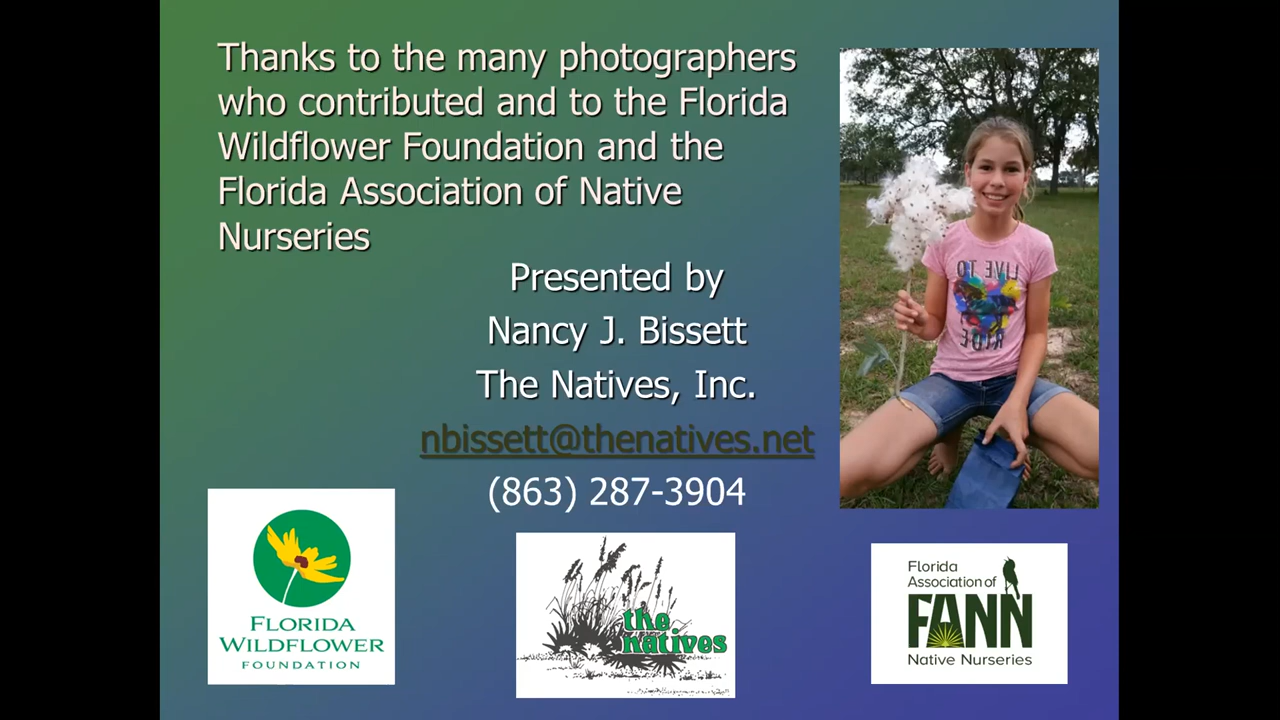 Thanks to the many photographers
who contributed and to the Florida
Wildflower Foundation and the
Florida Association of Native
Nurseries
Presented by
Nancy J. Bissett
The Natives, Inc.
nbissett@thenatives.net
(863) 287-3904
LIVE TO
RIDE
FLORIDA
WILDFLOWER
FOUNDATION
the
natives
Florida
Association of
FANN
Native Nurseries